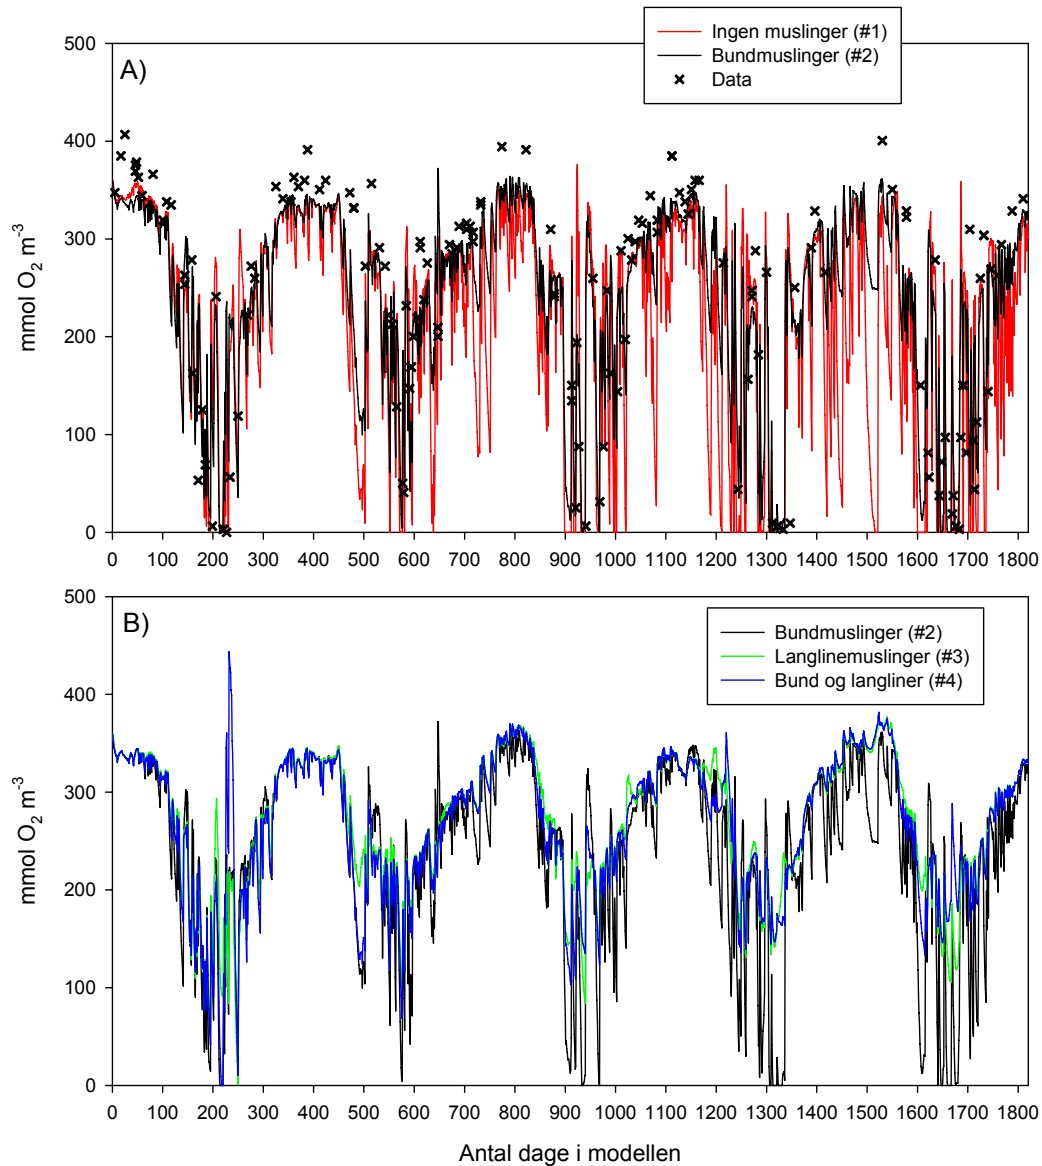 Ingen muslinger (#1)
Bundmuslinger (#2)
Data
A)
500
400
300
200
100
0
mmol O₂ m⁻³
0 100 200 300 400 500 600 700 800 900 1000 1100 1200 1300 1400 1500 1600 1700 1800
B)
Bundmuslinger (#2)
Langlinemuslinger (#3)
Bund og langliner (#4)
500
400
300
200
100
0
mmol O₂ m⁻³
0 100 200 300 400 500 600 700 800 900 1000 1100 1200 1300 1400 1500 1600 1700 1800
Antal dage i modellen